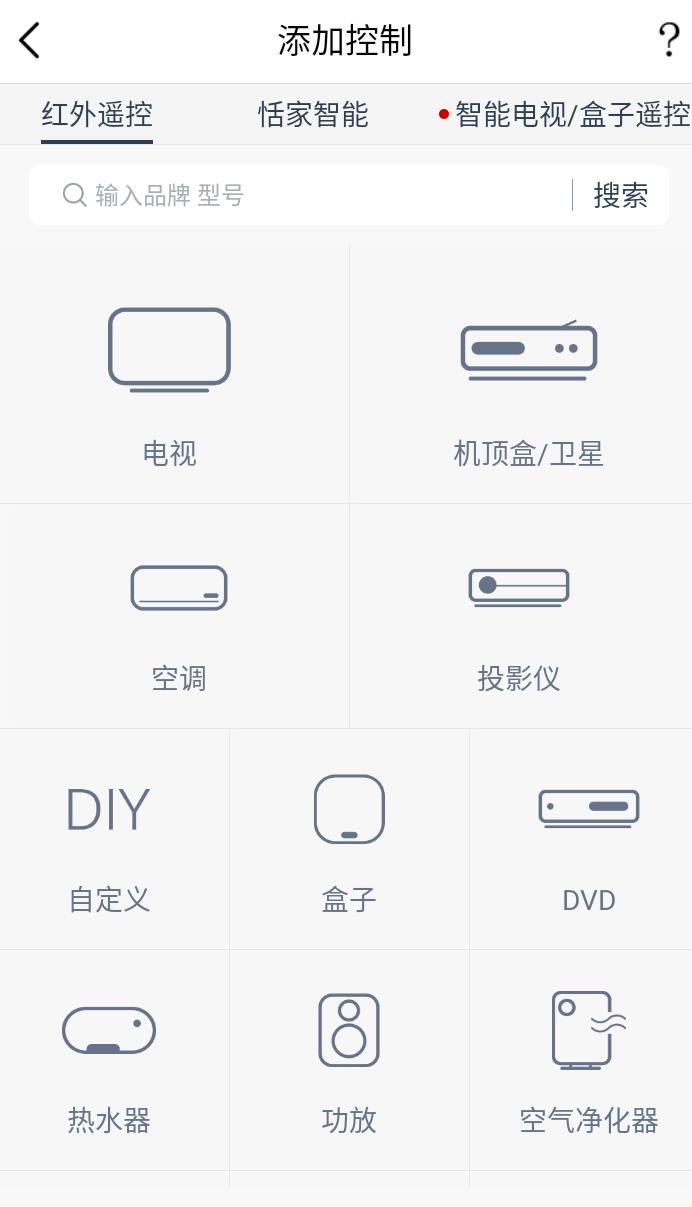 添加控制
红外遥控 恬家智能 智能电视/盒子遥控
输入品牌 型号 搜索
电视 机顶盒/卫星
空调 投影仪
DIY
自定义 盒子 DVD
热水器 功放 空气净化器